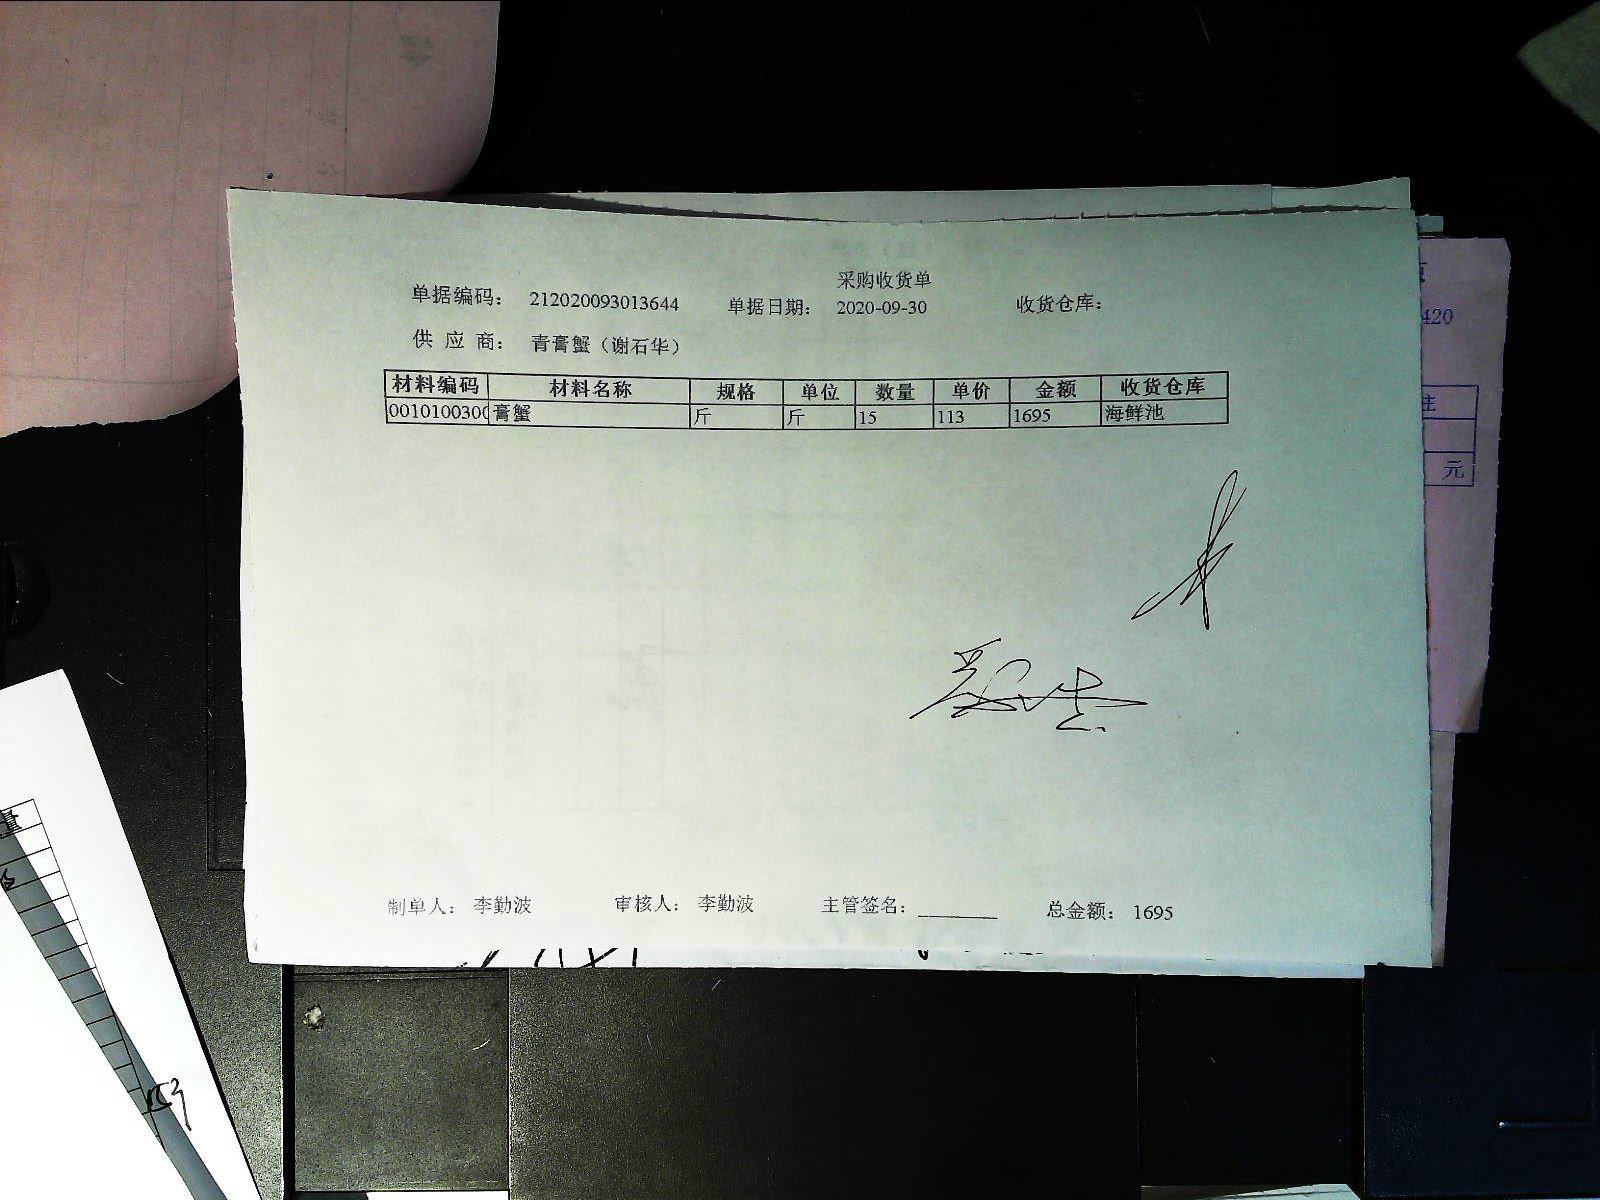 采购收货单
单据编码： 212020093013644 单据日期： 2020-09-30 收货仓库：
供 应 商： 青膏蟹（谢石华）
材料编码 材料名称 规格 单位 数量 单价 金额 收货仓库
0010100300 膏蟹 斤 斤 15 113 1695 海鲜池
制单人： 李勤波 审核人： 李勤波 主管签名： 总金额： 1695
420
元
量